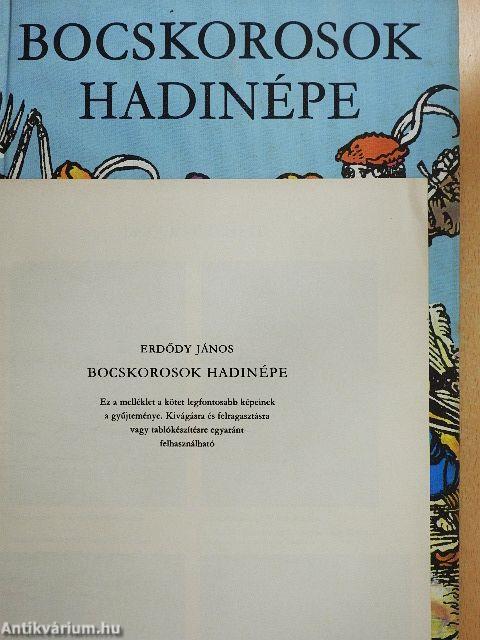 BOCSKOROSOK
HADINÉPE
ERDŐDY JÁNOS
BOCSKOROSOK HADINÉPE
Ez a melléklet a kötet legfontosabb képeinek
a gyűjteménye. Kivágásra és felragasztásra
vagy tablókészítésre egyaránt
felhasználható
Antikvárium.hu